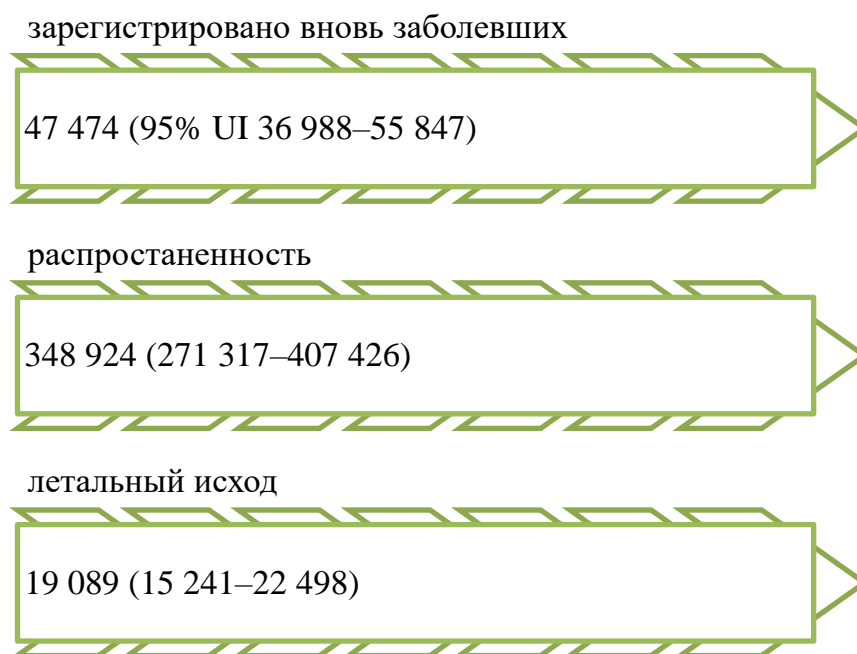 зарегистрировано вновь заболевших
47 474 (95% UI 36 988–55 847)
распростаненность
348 924 (271 317–407 426)
летальный исход
19 089 (15 241–22 498)